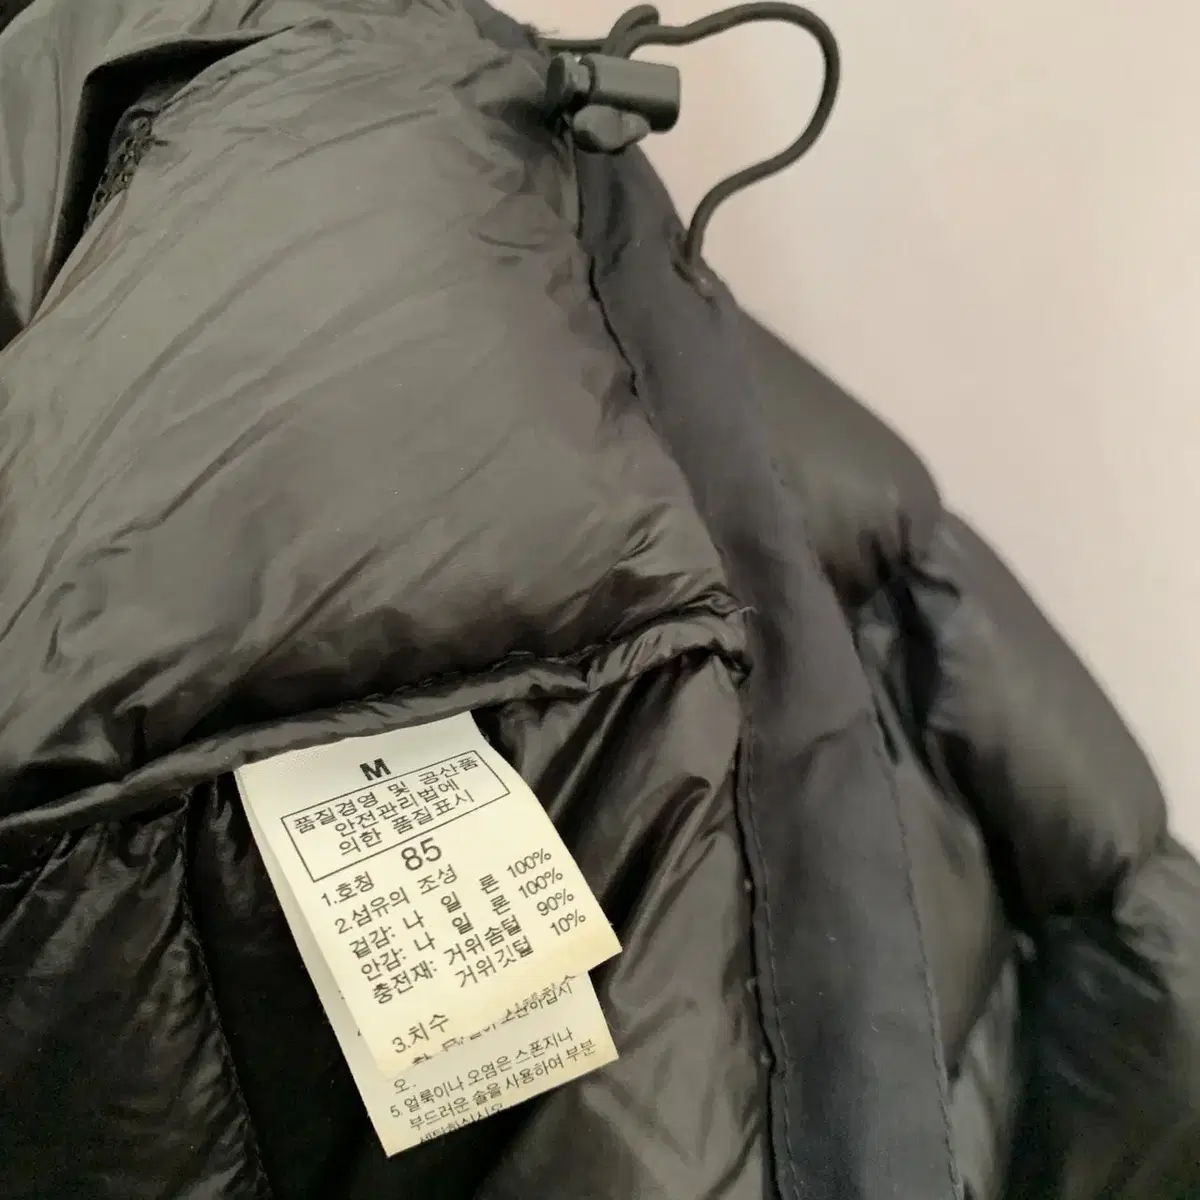 M
품질경영 및 공산품
안전관리법에
의한 품질표시
1.호칭 85
2.섬유의 조성
겉감: 나 일 론 100%
안감: 나 일 론 100%
충전재: 거위솜털 90%
거위깃털 10%
3.치수
5. 얼룩이나 오염은 스폰지나
부드러운 솔을 사용하여 부분